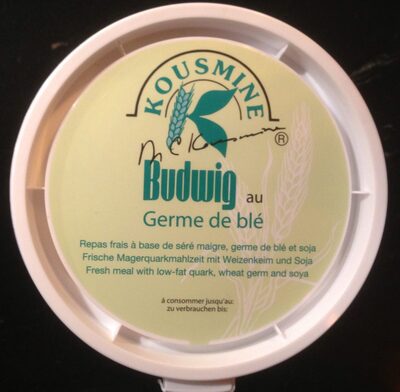 KOUSMINE
Dr C Kousmine
®
Budwig au
Germe de blé
Repas frais à base de séré maigre, germe de blé et soja
Frische Magerquarkmahlzeit mit Weizenkeim und Soja
Fresh meal with low-fat quark, wheat germ and soya
à consommer jusqu'au:
zu verbrauchen bis: